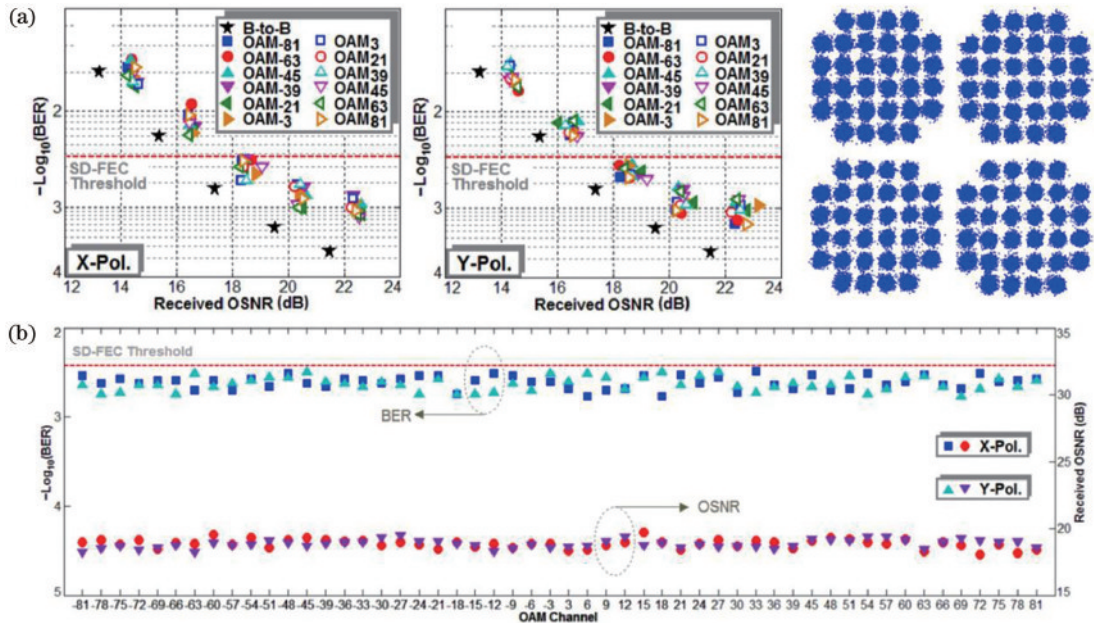 (a)
★ B-to-B
OAM-81
OAM-63
OAM-45
OAM-39
OAM-21
OAM-3
OAM3
OAM21
OAM39
OAM45
OAM63
OAM81
SD-FEC
Threshold
X-Pol.
−Log10(BER)
2
3
4
12 14 16 18 20 22 24
Received OSNR (dB)
★ B-to-B
OAM-81
OAM-63
OAM-45
OAM-39
OAM-21
OAM-3
OAM3
OAM21
OAM39
OAM45
OAM63
OAM81
SD-FEC
Threshold
Y-Pol.
−Log10(BER)
2
3
4
12 14 16 18 20 22 24
Received OSNR (dB)
(b)
SD-FEC Threshold
BER
OSNR
X-Pol.
Y-Pol.
−Log10(BER)
2
3
4
5
35
30
25
20
15
Received OSNR (dB)
-81 -78 -75 -72 -69 -66 -63 -60 -57 -54 -51 -48 -45 -39 -36 -33 -30 -27 -24 -21 -18 -15 -12 -9 -6 -3 3 6 9 12 15 18 21 24 27 30 33 36 39 45 48 51 54 57 60 63 66 69 72 75 78 81
OAM Channel